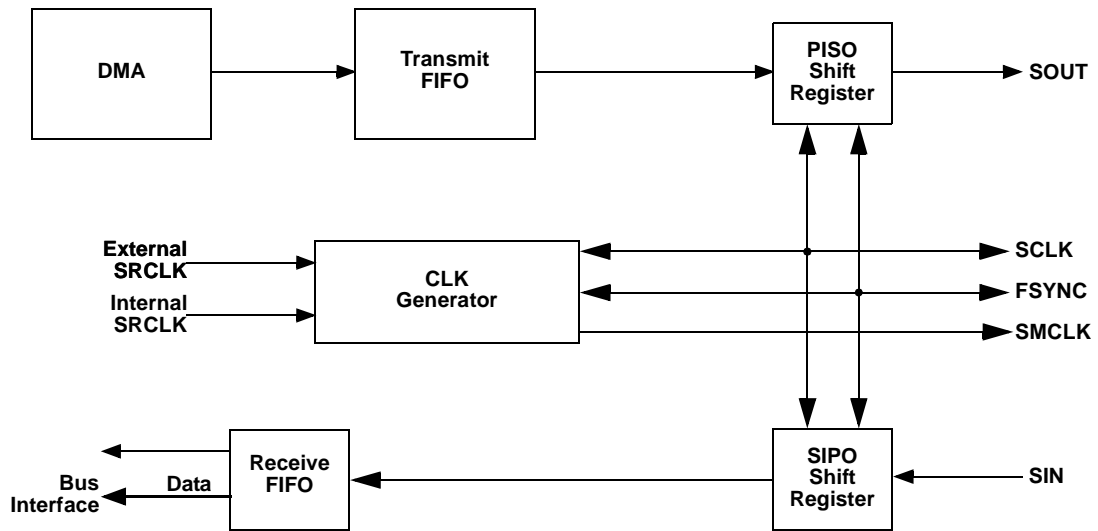 DMA
Transmit
FIFO
PISO
Shift
Register
SOUT
External
SRCLK
Internal
SRCLK
CLK
Generator
SCLK
FSYNC
SMCLK
Bus
Interface
Data
Receive
FIFO
SIPO
Shift
Register
SIN